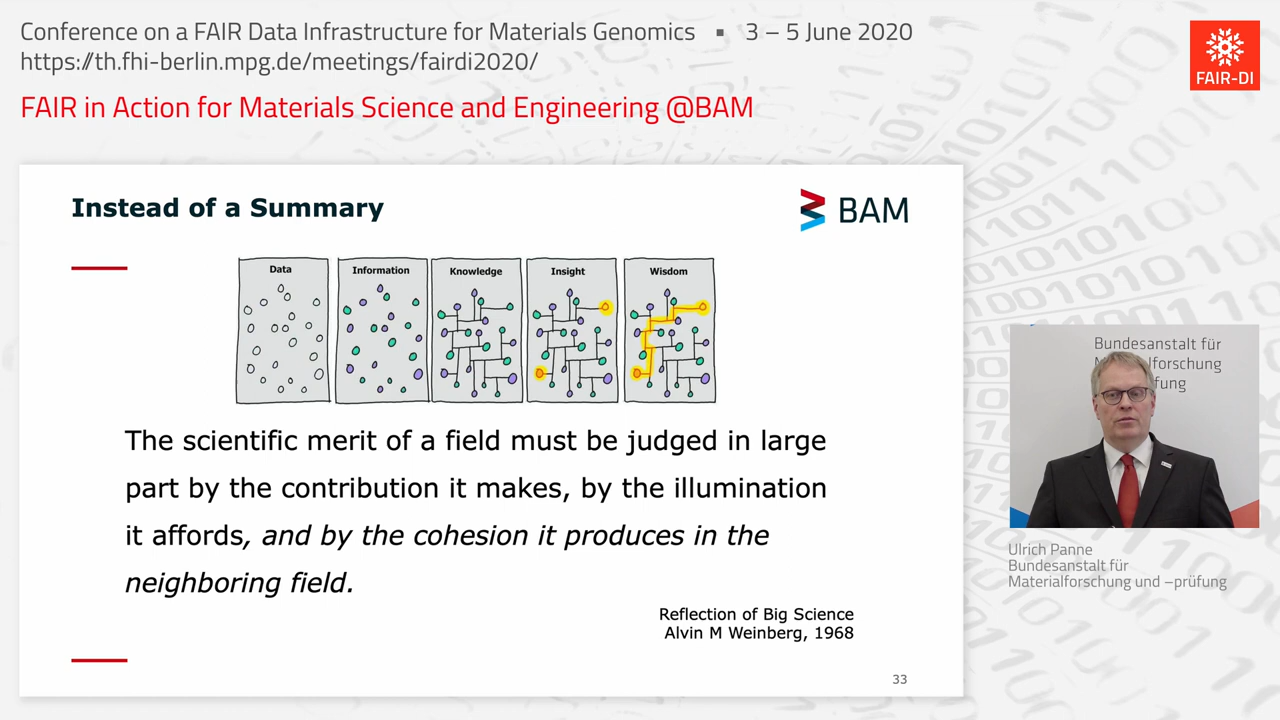 Conference on a FAIR Data Infrastructure for Materials Genomics ▪ 3 – 5 June 2020
https://th.fhi-berlin.mpg.de/meetings/fairdi2020/
FAIR-DI
FAIR in Action for Materials Science and Engineering @BAM
Instead of a Summary
BAM
Data
Information
Knowledge
Insight
Wisdom
The scientific merit of a field must be judged in large
part by the contribution it makes, by the illumination
it affords, and by the cohesion it produces in the
neighboring field.
Reflection of Big Science
Alvin M Weinberg, 1968
33
Bundesanstalt für
Ulrich Panne
Bundesanstalt für
Materialforschung und –prüfung